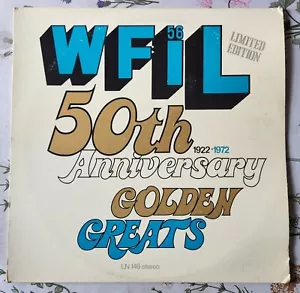 56
WFiL
LIMITED
EDITION
50th
1922-1972
Anniversary
GOLDEN
GREATS
LN 146 stereo